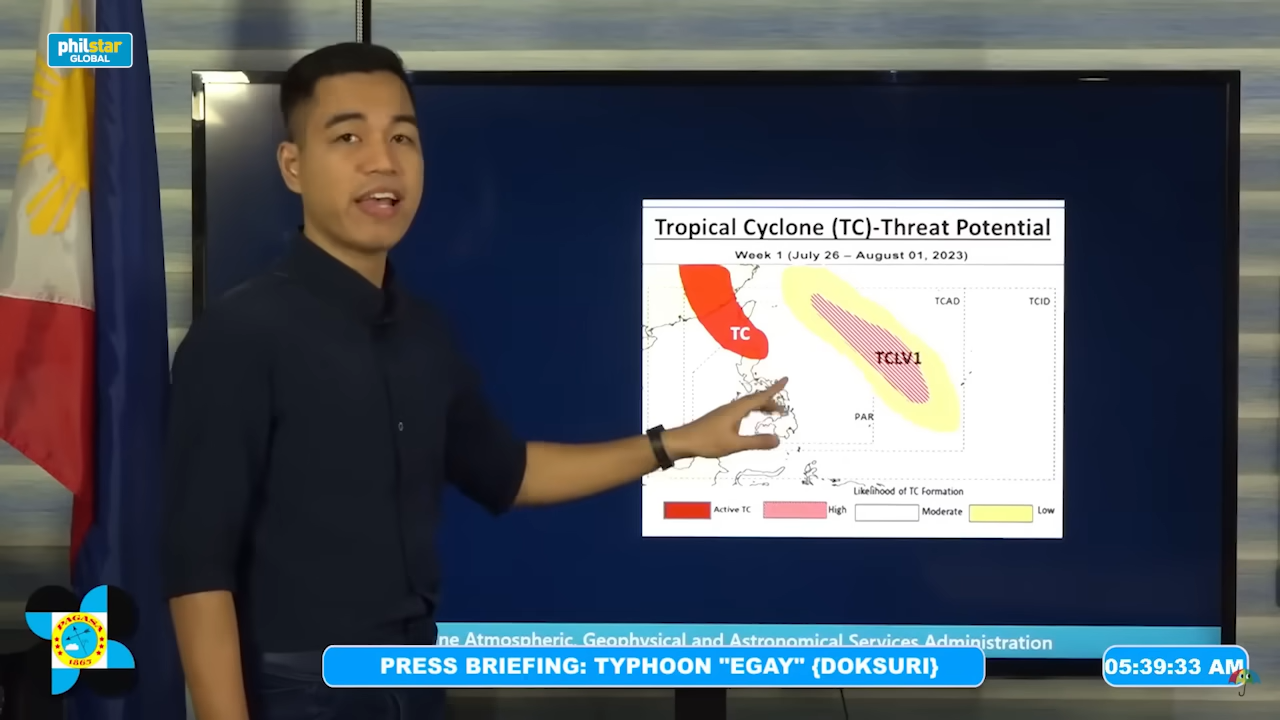 philstar
GLOBAL
Tropical Cyclone (TC)-Threat Potential
Week 1 (July 26 – August 01, 2023)
TCAD
TCID
TC
TCLV1
PAR
Likelihood of TC Formation
Active TC
High
Moderate
Low
PAGASA
1865
ne Atmospheric, Geophysical and Astronomical Services Administration
PRESS BRIEFING: TYPHOON "EGAY" {DOKSURI}
05:39:33 AM